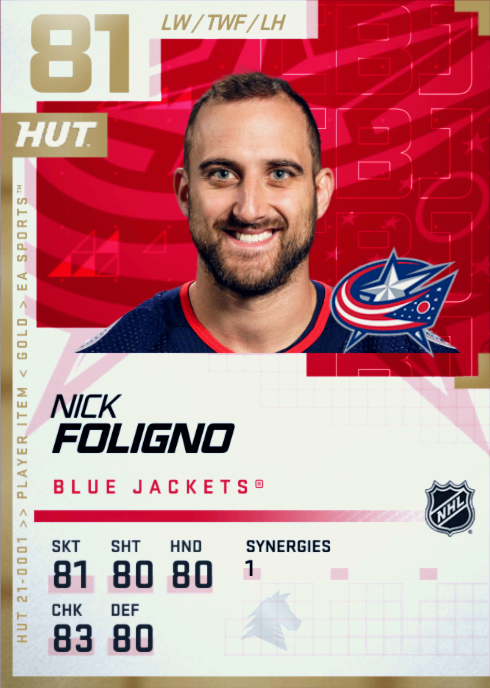 81
LW / TWF / LH
HUT
HUT 21-0001 >> PLAYER ITEM < GOLD > EA SPORTS™
NICK
FOLIGNO
BLUE JACKETS®
NHL
SKT SHT HND SYNERGIES
81 80 80 1
CHK DEF
83 80